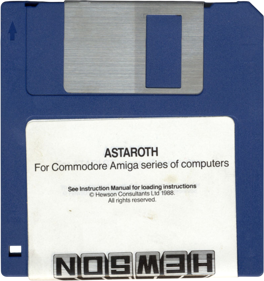 ASTAROTH
For Commodore Amiga series of computers
See Instruction Manual for loading instructions
© Hewson Consultants Ltd 1988.
All rights reserved.
HEWSON